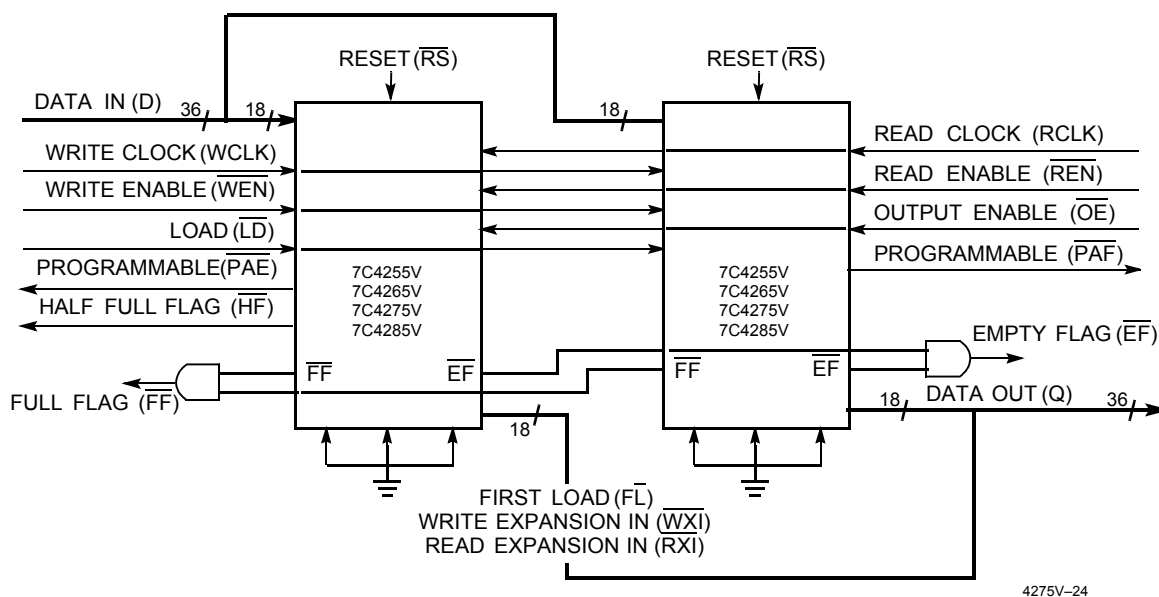 RESET (RS)
RESET (RS)
DATA IN (D)
36
18
18
WRITE CLOCK (WCLK)
READ CLOCK (RCLK)
WRITE ENABLE (WEN)
READ ENABLE (REN)
LOAD (LD)
OUTPUT ENABLE (OE)
PROGRAMMABLE (PAE)
PROGRAMMABLE (PAF)
HALF FULL FLAG (HF)
7C4255V
7C4265V
7C4275V
7C4285V
7C4255V
7C4265V
7C4275V
7C4285V
EMPTY FLAG (EF)
FF
EF
FF
EF
FULL FLAG (FF)
DATA OUT (Q)
18
18
36
FIRST LOAD (FL)
WRITE EXPANSION IN (WXI)
READ EXPANSION IN (RXI)
4275V–24